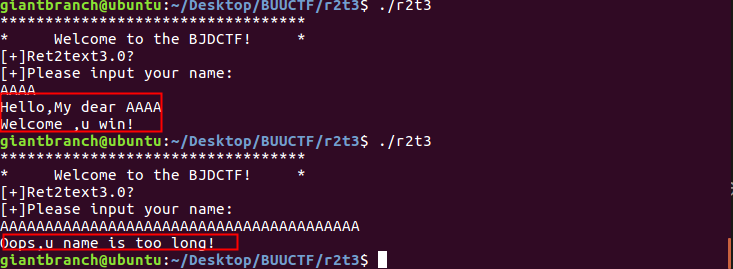 giantbranch@ubuntu:~/Desktop/BUUCTF/r2t3$ ./r2t3
**********************************
*     Welcome to the BJDCTF!     *
[+]Ret2text3.0?
[+]Please input your name:
AAAA
Hello,My dear AAAA
Welcome ,u win!
giantbranch@ubuntu:~/Desktop/BUUCTF/r2t3$ ./r2t3
**********************************
*     Welcome to the BJDCTF!     *
[+]Ret2text3.0?
[+]Please input your name:
AAAAAAAAAAAAAAAAAAAAAAAAAAAAAAAAAAAAAAAA
Oops,u name is too long!
giantbranch@ubuntu:~/Desktop/BUUCTF/r2t3$